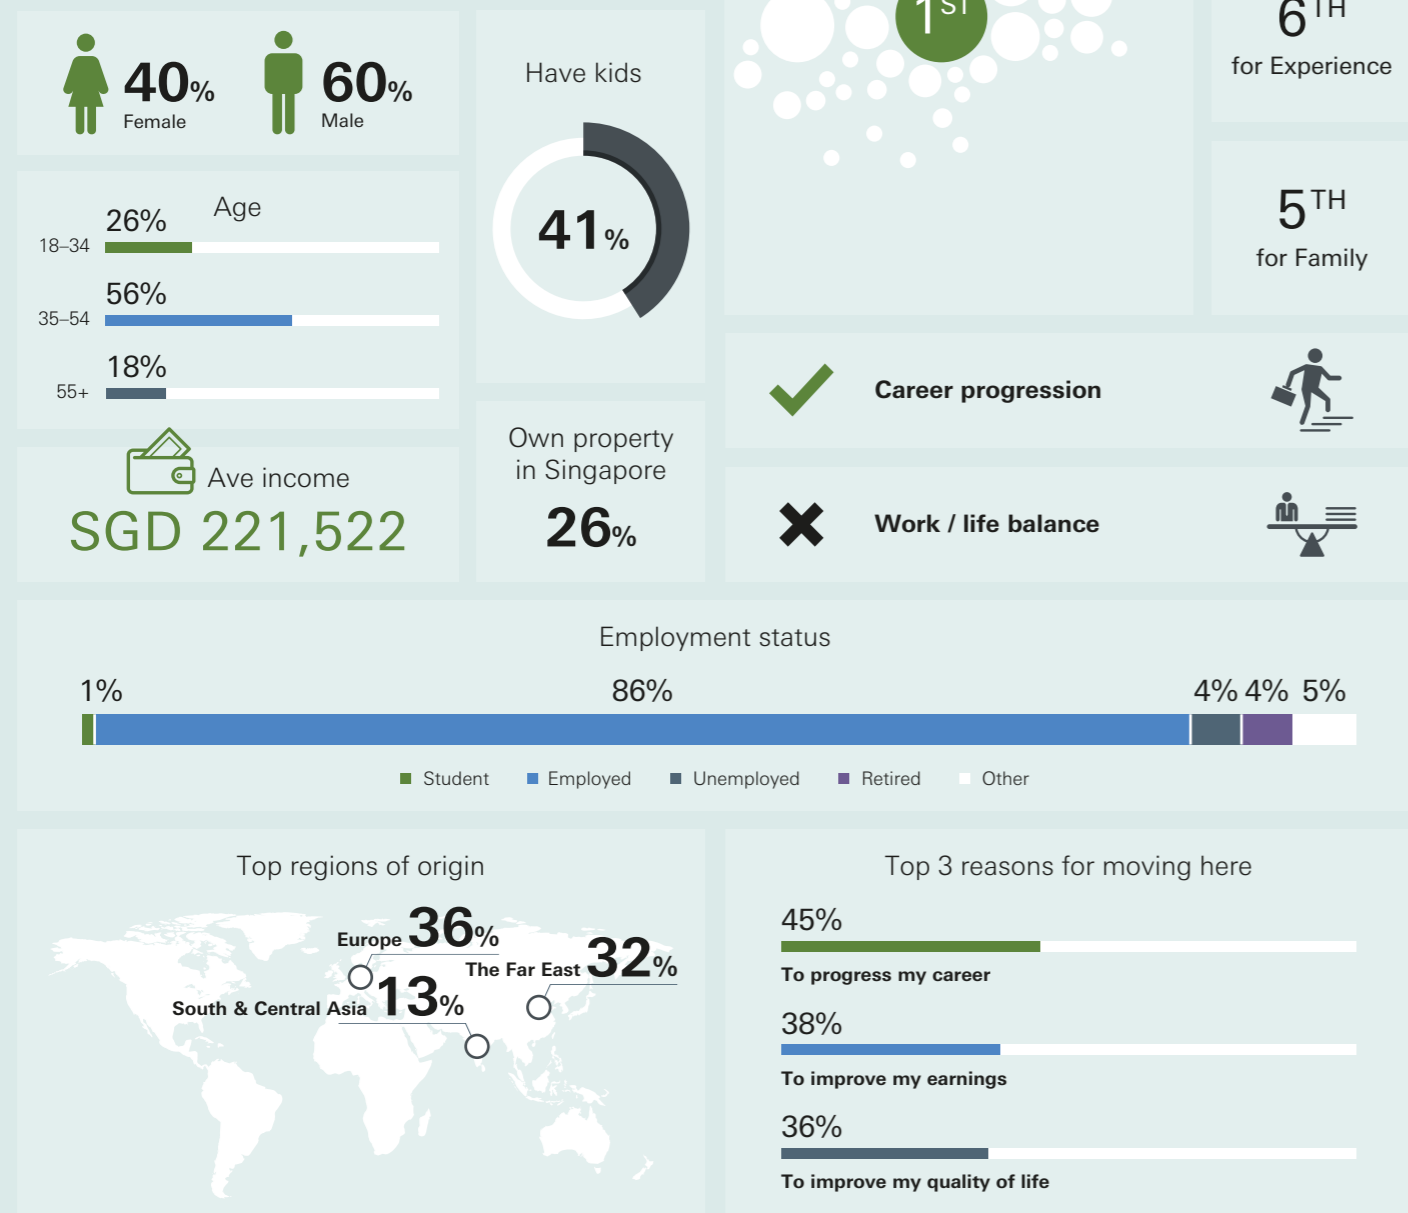 40%
Female
60%
Male
Age
26%
18–34
56%
35–54
18%
55+
Ave income
SGD 221,522
Have kids
41%
Own property
in Singapore
26%
1ST
6TH
for Experience
5TH
for Family
Career progression
Work / life balance
Employment status
1% 86% 4% 4% 5%
Student Employed Unemployed Retired Other
Top regions of origin
Europe 36%
The Far East 32%
South & Central Asia 13%
Top 3 reasons for moving here
45%
To progress my career
38%
To improve my earnings
36%
To improve my quality of life